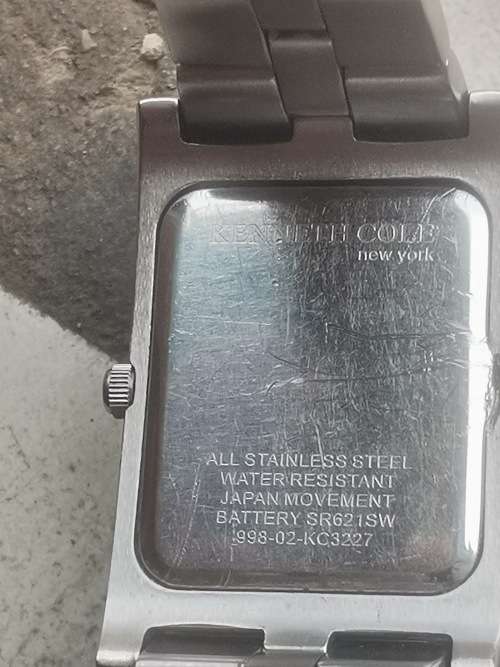 KENNETH COLE
new york
ALL STAINLESS STEEL
WATER RESISTANT
JAPAN MOVEMENT
BATTERY SR621SW
998-02-KC3227